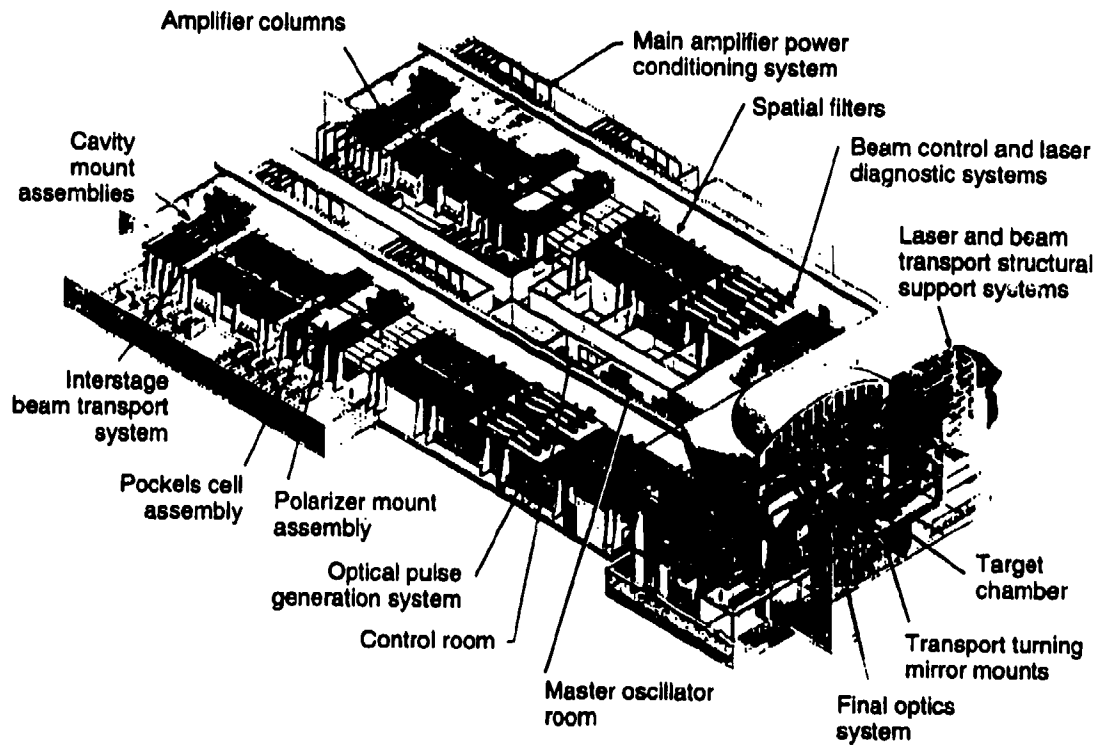 Amplifier columns
Main amplifier power
conditioning system
Spatial filters
Beam control and laser
diagnostic systems
Laser and beam
transport structural
support systems
Cavity
mount
assemblies
Interstage
beam transport
system
Pockels cell
assembly
Polarizer mount
assembly
Optical pulse
generation system
Control room
Master oscillator
room
Target
chamber
Transport turning
mirror mounts
Final optics
system